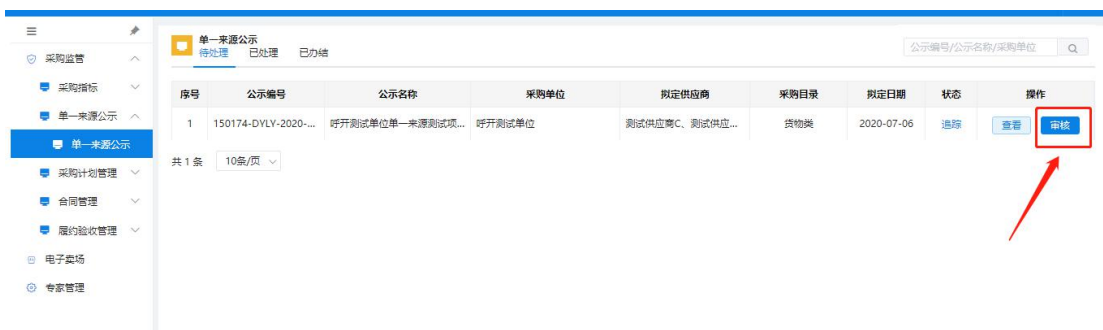 单一来源公示
待处理 已处理 已办结
公示编号/公示名称/采购单位
采购监管
采购指标
单一来源公示
单一来源公示
采购计划管理
合同管理
履约验收管理
电子卖场
专家管理
序号 公示编号 公示名称 采购单位 拟定供应商 采购目录 拟定日期 状态 操作
1 150174-DYLY-2020-... 呼开测试单位单一来源测试项... 呼开测试单位 测试供应商C、测试供应... 货物类 2020-07-06 追踪 查看 审核
共 1 条 10条/页